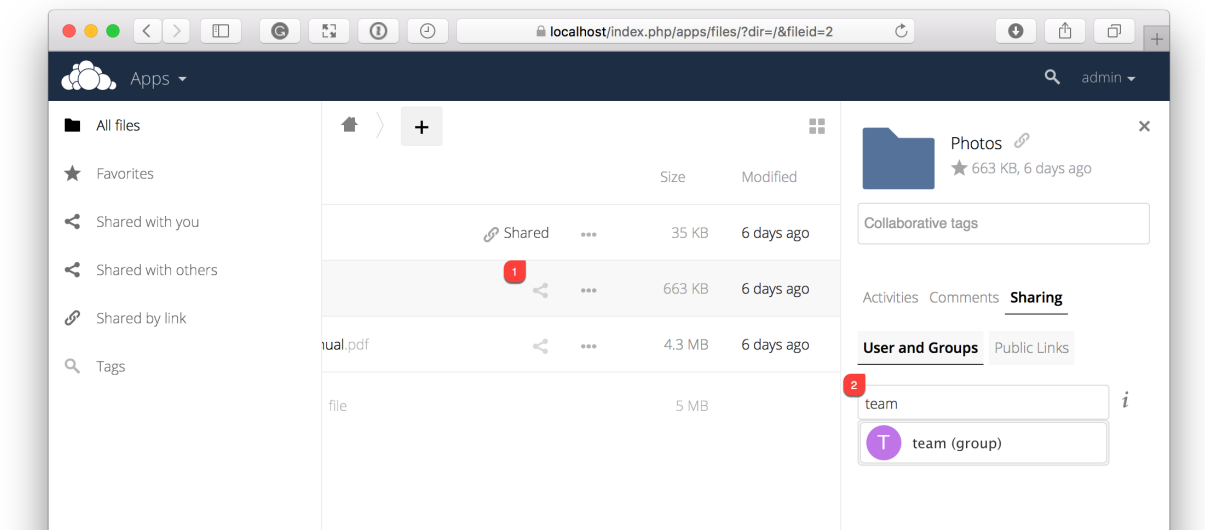 localhost/index.php/apps/files/?dir=/&fileid=2
Apps
admin
All files
Favorites
Shared with you
Shared with others
Shared by link
Tags
+
Size Modified
Shared 35 KB 6 days ago
1
663 KB 6 days ago
nual.pdf 4.3 MB 6 days ago
file 5 MB
Photos
663 KB, 6 days ago
Collaborative tags
Activities Comments Sharing
User and Groups Public Links
2
team
i
T team (group)